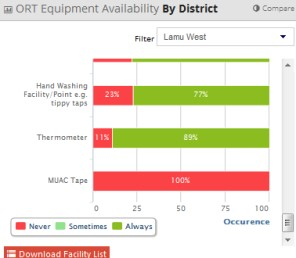 ORT Equipment Availability By District
Compare
Filter
Lamu West
Hand Washing
Facility/Point e.g.
tippy taps
23%
77%
Thermometer
11%
89%
MUAC Tape
100%
0
25
50
75
100
Occurence
Never
Sometimes
Always
Download Facility List